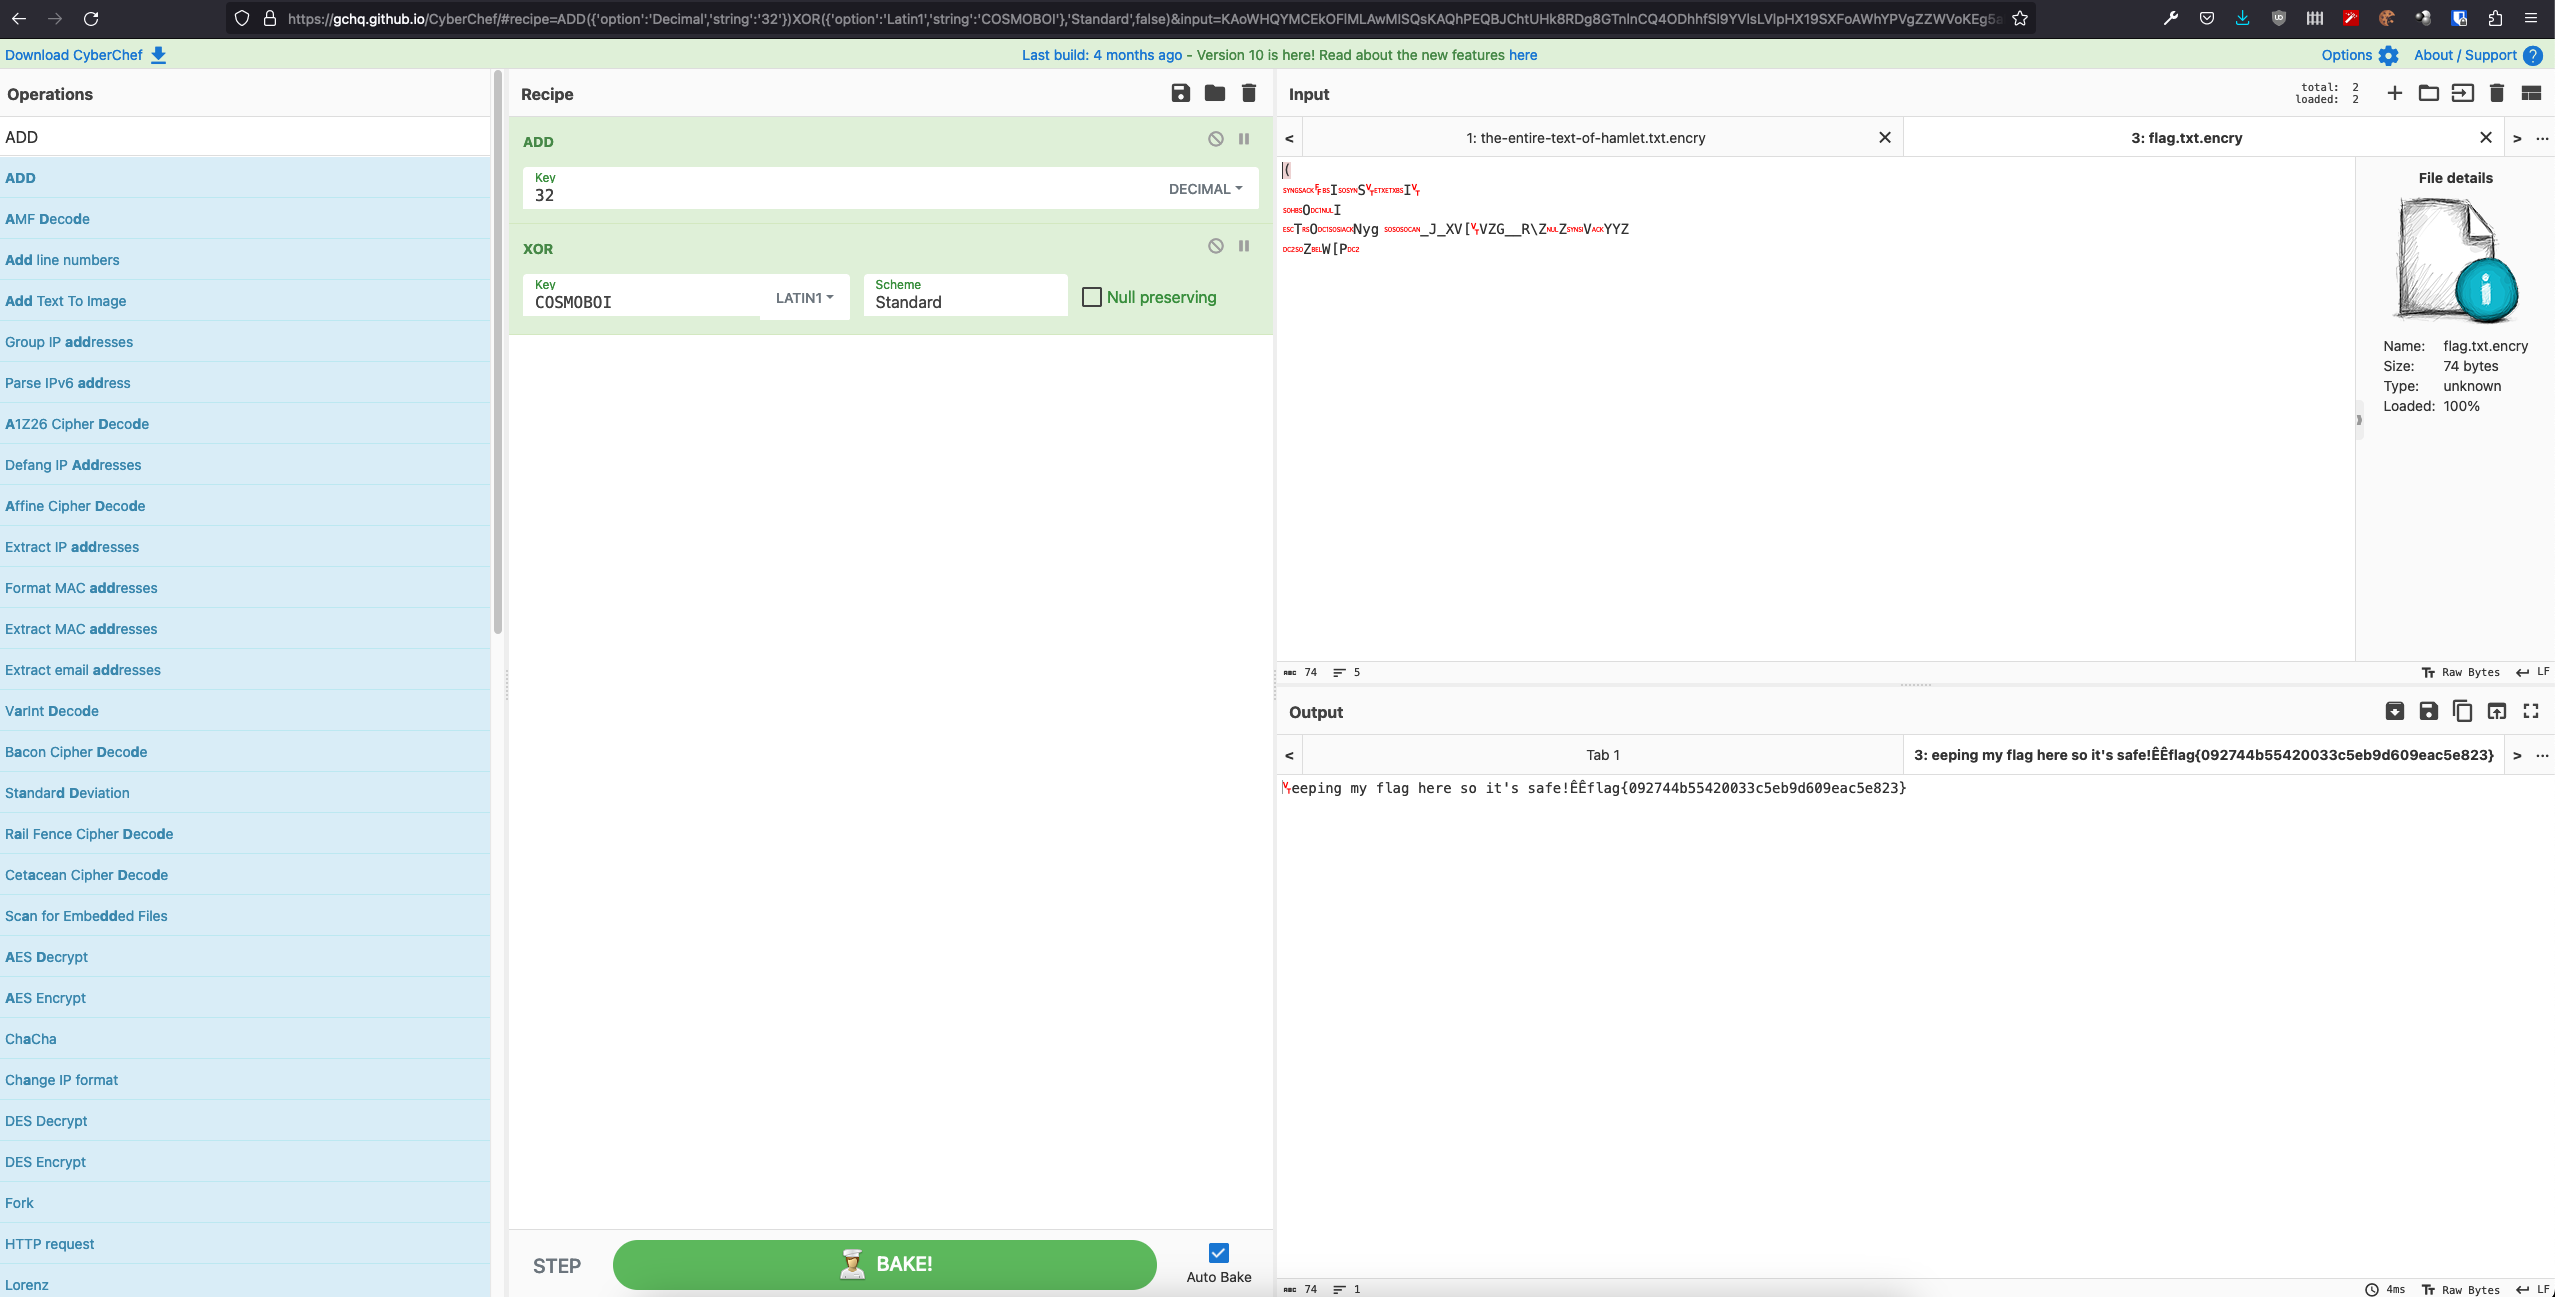 https://gchq.github.io/CyberChef/#recipe=ADD({'option':'Decimal','string':'32'})XOR({'option':'Latin1','string':'COSMOBOI'},'Standard',false)&input=
Download CyberChef
Last build: 4 months ago - Version 10 is here! Read about the new features here
Options
About / Support
Operations
ADD
ADD
AMF Decode
Add line numbers
Add Text To Image
Group IP addresses
Parse IPv6 address
A1Z26 Cipher Decode
Defang IP Addresses
Affine Cipher Decode
Extract IP addresses
Format MAC addresses
Extract MAC addresses
Extract email addresses
VarInt Decode
Bacon Cipher Decode
Standard Deviation
Rail Fence Cipher Decode
Cetacean Cipher Decode
Scan for Embedded Files
AES Decrypt
AES Encrypt
ChaCha
Change IP format
DES Decrypt
DES Encrypt
Fork
HTTP request
Lorenz
Recipe
ADD
Key
32
DECIMAL
XOR
Key
COSMOBOI
LATIN1
Scheme
Standard
Null preserving
STEP
BAKE!
Auto Bake
Input
total: 2
loaded: 2
< 1: the-entire-text-of-hamlet.txt.encry
3: flag.txt.encry > ...
(
File details
Name: flag.txt.encry
Size: 74 bytes
Type: unknown
Loaded: 100%
ABC 74 5
Raw Bytes LF
Output
< Tab 1
3: eeping my flag here so it's safe!ÊÊflag{092744b55420033c5eb9d609eac5e823} > ...
eeping my flag here so it's safe!ÊÊflag{092744b55420033c5eb9d609eac5e823}
ABC 74 1
4ms Raw Bytes LF